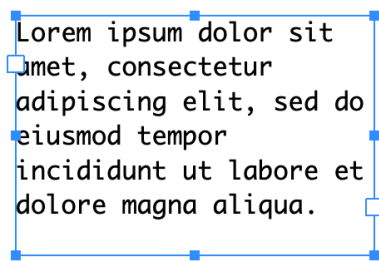 Lorem ipsum dolor sit
amet, consectetur
adipiscing elit, sed do
eiusmod tempor
incididunt ut labore et
dolore magna aliqua.